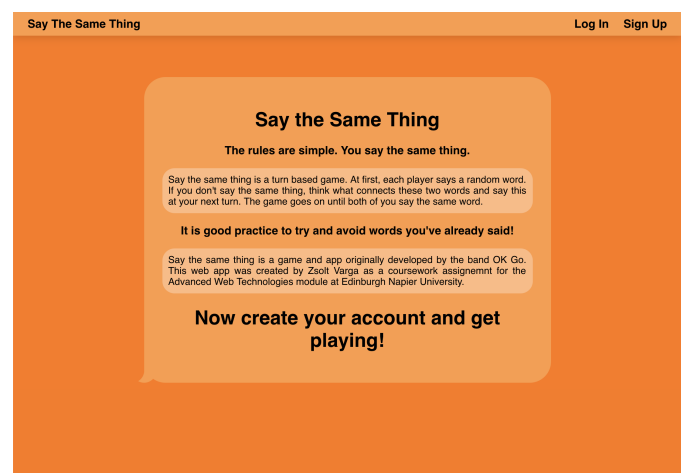 Say The Same Thing
Log In
Sign Up
Say the Same Thing
The rules are simple. You say the same thing.
Say the same thing is a turn based game. At first, each player says a random word.
If you don't say the same thing, think what connects these two words and say this
at your next turn. The game goes on until both of you say the same word.
It is good practice to try and avoid words you've already said!
Say the same thing is a game and app originally developed by the band OK Go.
This web app was created by Zsolt Varga as a coursework assignemnt for the
Advanced Web Technologies module at Edinburgh Napier University.
Now create your account and get
playing!